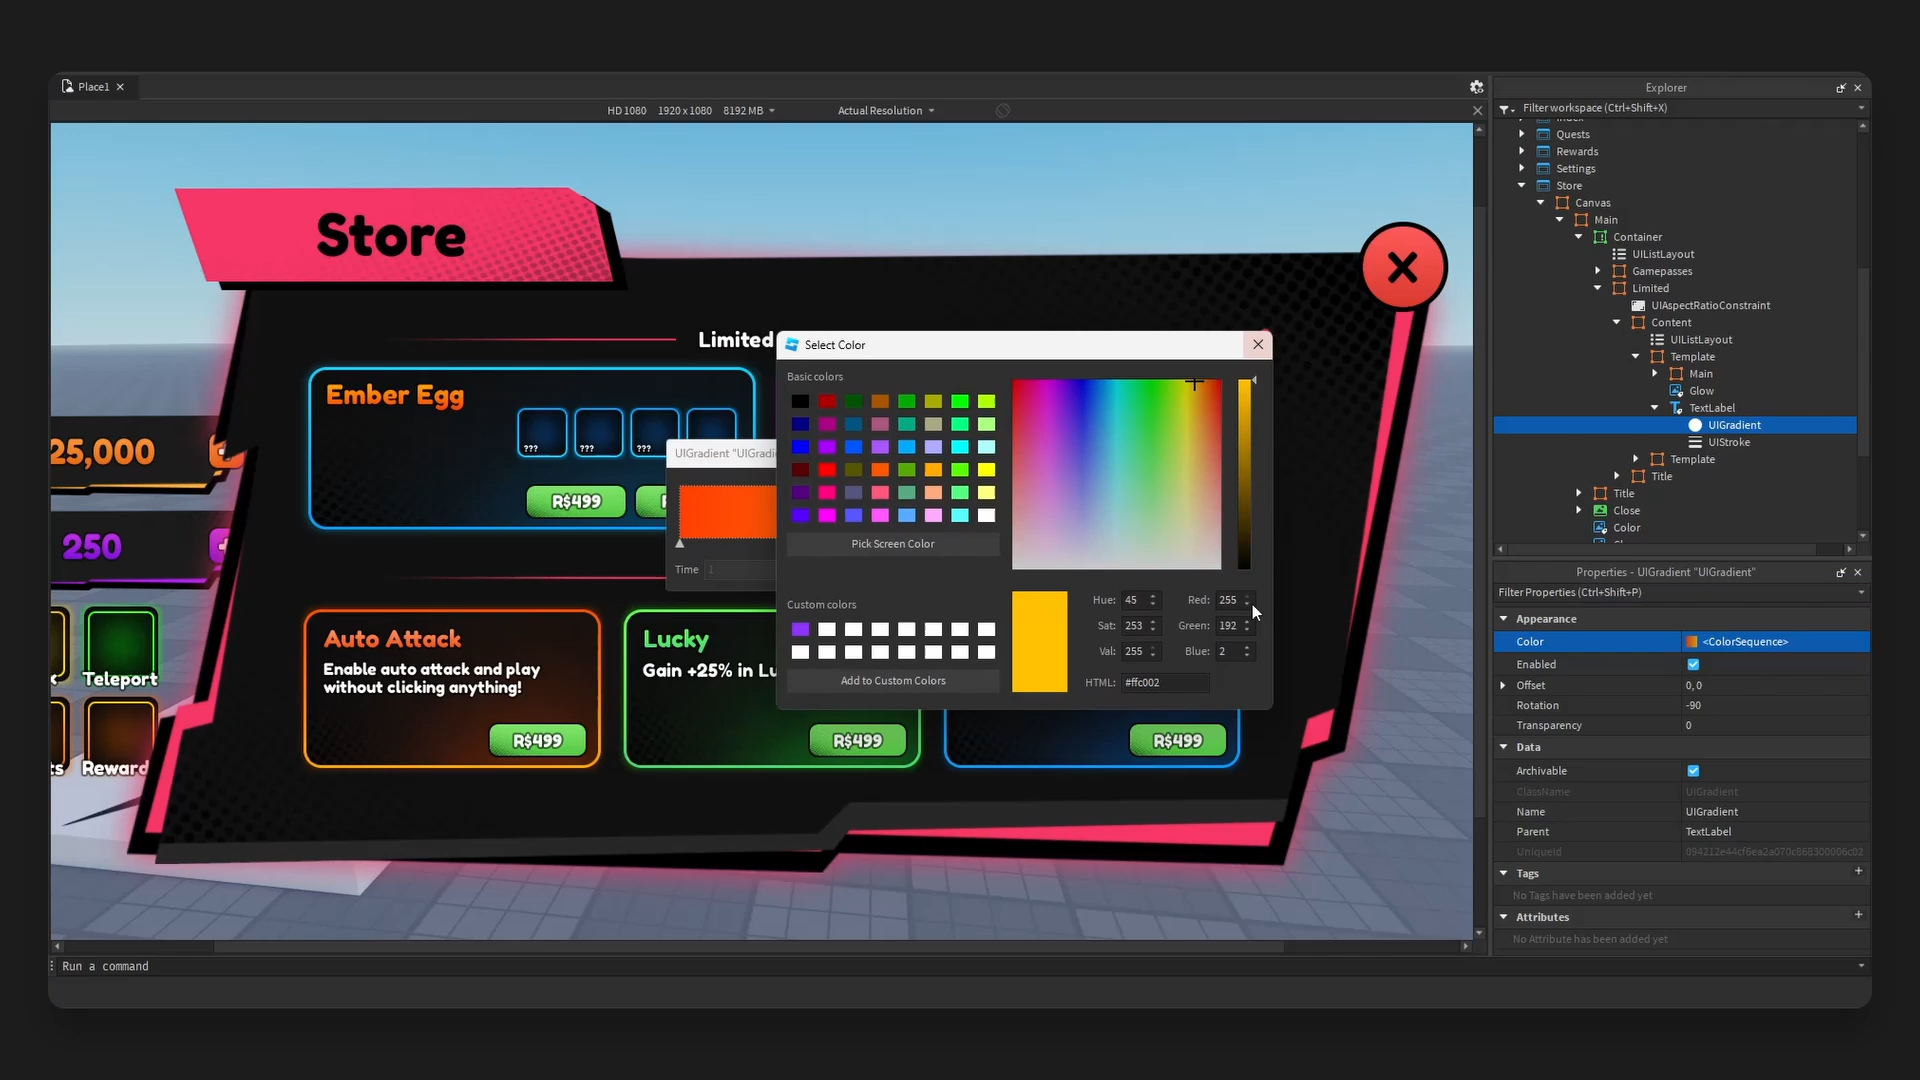 Place1
HD 1080 1920 x 1080 8192 MB
Actual Resolution
Store
Limited
Ember Egg
???
???
???
R$499
25,000
250
Teleport
Reward
Auto Attack
Enable auto attack and play
without clicking anything!
R$499
Lucky
Gain +25% in Lu
R$499
R$499
UIGradient "UIGradie
Time 1
Select Color
Basic colors
Pick Screen Color
Custom colors
Add to Custom Colors
Hue: 45 Red: 255
Sat: 253 Green: 192
Val: 255 Blue: 2
HTML: #ffc002
Run a command
Explorer
Filter workspace (Ctrl+Shift+X)
Index
Quests
Rewards
Settings
Store
Canvas
Main
Container
UIListLayout
Gamepasses
Limited
UIAspectRatioConstraint
Content
UIListLayout
Template
Main
Glow
TextLabel
UIGradient
UIStroke
Template
Title
Title
Close
Color
Properties - UIGradient "UIGradient"
Filter Properties (Ctrl+Shift+P)
Appearance
Color <ColorSequence>
Enabled
Offset 0, 0
Rotation -90
Transparency 0
Data
Archivable
ClassName UIGradient
Name UIGradient
Parent TextLabel
UniqueId
Tags
No Tags have been added yet
Attributes
No Attribute has been added yet